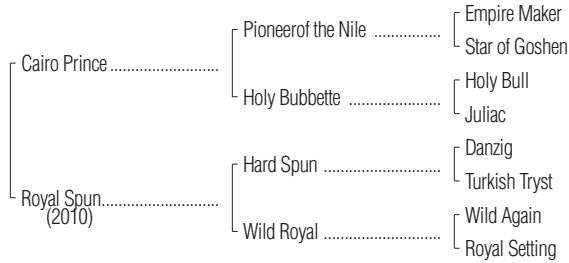 Empire Maker
Pioneerof the Nile ..................
Star of Goshen
Cairo Prince .............................
Holy Bull
Holy Bubbette .........................
Juliac
Danzig
Hard Spun ...............................
Turkish Tryst
Royal Spun...............................
(2010)
Wild Again
Wild Royal ................................
Royal Setting